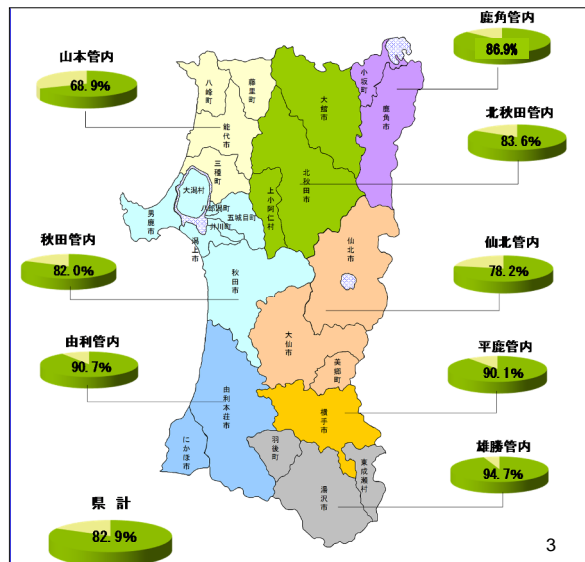 鹿角管内
86.9%
山本管内
68.9%
八峰町
藤里町
小坂町
大館市
鹿角市
能代市
北秋田管内
83.6%
三種町
北秋田市
大潟村
上小阿仁村
八郎潟町
五城目町
男鹿市
井川町
潟上市
秋田管内
82.0%
秋田市
仙北市
仙北管内
78.2%
大仙市
美郷町
由利管内
90.7%
平鹿管内
90.1%
由利本荘市
横手市
羽後町
にかほ市
東成瀬村
雄勝管内
94.7%
湯沢市
県 計
82.9%
3